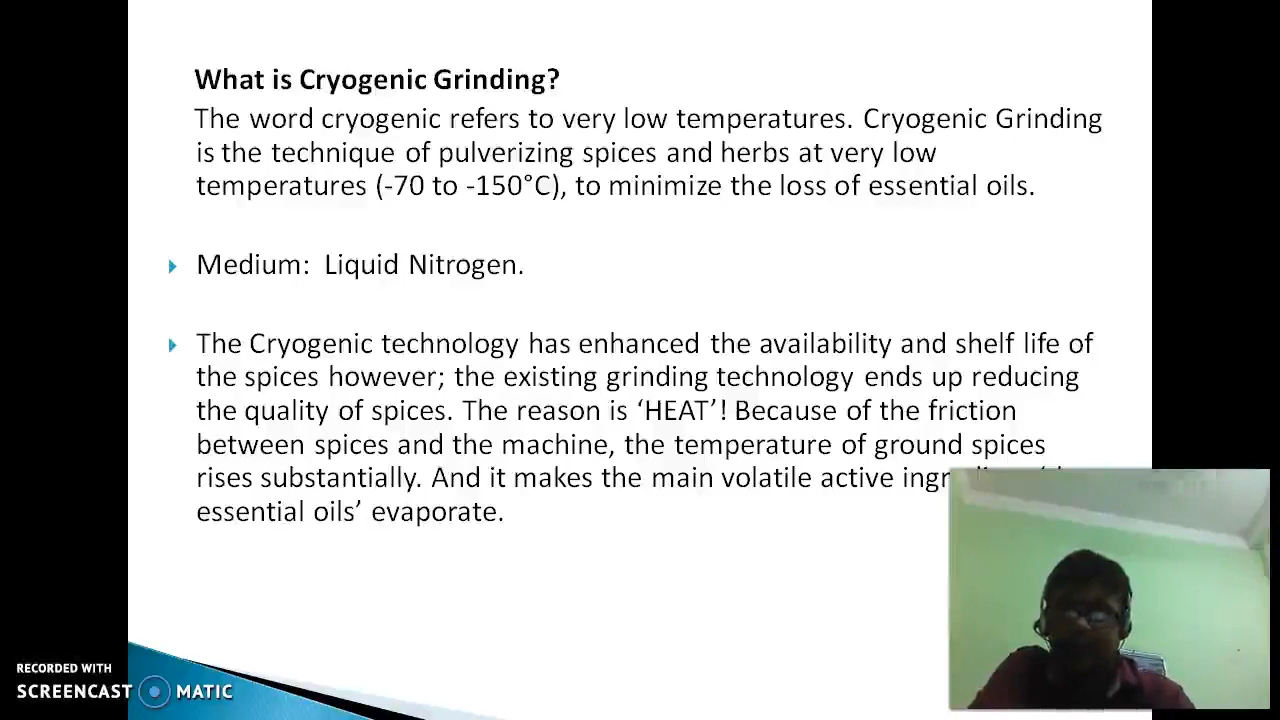 What is Cryogenic Grinding?
The word cryogenic refers to very low temperatures. Cryogenic Grinding
is the technique of pulverizing spices and herbs at very low
temperatures (-70 to -150°C), to minimize the loss of essential oils.
Medium: Liquid Nitrogen.
The Cryogenic technology has enhanced the availability and shelf life of
the spices however; the existing grinding technology ends up reducing
the quality of spices. The reason is ‘HEAT’! Because of the friction
between spices and the machine, the temperature of ground spices
rises substantially. And it makes the main volatile active
essential oils’ evaporate.
RECORDED WITH
SCREENCAST MATIC